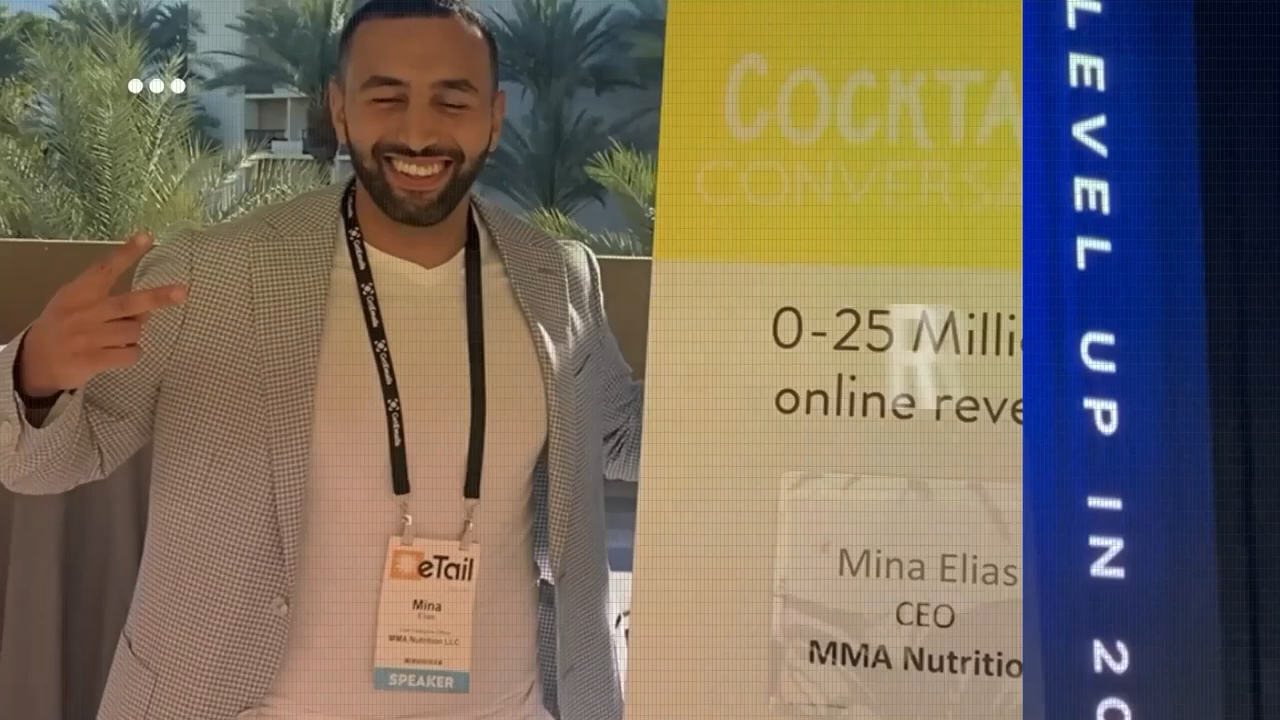 COCKTA
CONVERS
0-25 Milli
online reve
R
Mina Elias
CEO
MMA Nutritio
eTail
Mina
Elias
MMA Nutrition LLC
SPEAKER
LEVEL UP IN 20